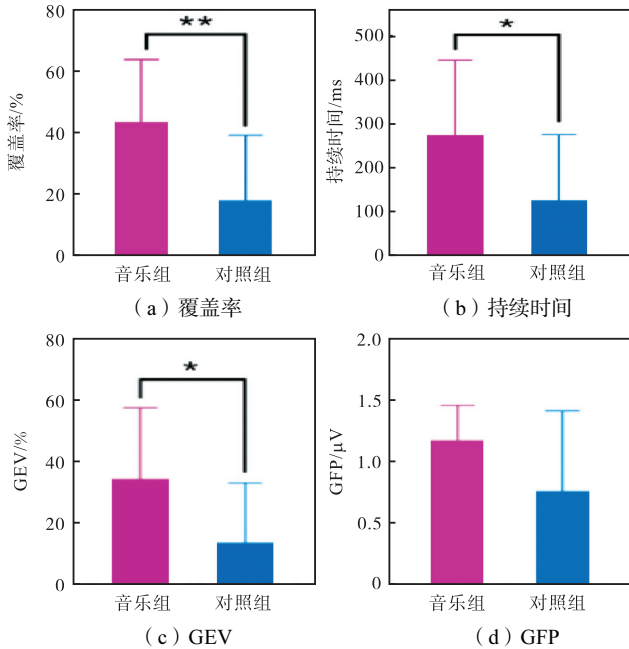 80
60
40
20
0
覆盖率/%
**
音乐组 对照组
（a）覆盖率
500
400
300
200
100
0
持续时间/ms
*
音乐组 对照组
（b）持续时间
80
60
40
20
0
GEV/%
*
音乐组 对照组
（c）GEV
2.0
1.5
1.0
0.5
0
GFP/μV
音乐组 对照组
（d）GFP